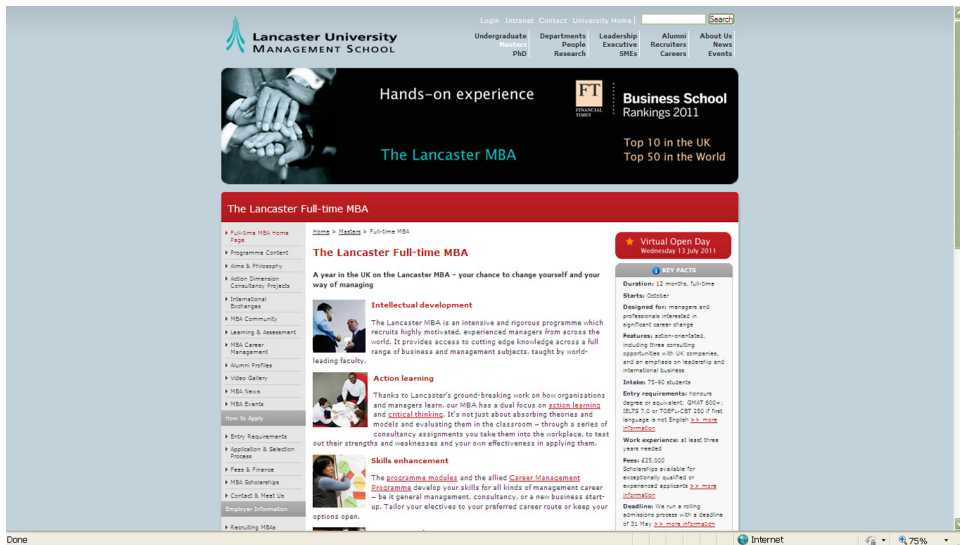 Login Intranet Contact University Home | Search
Lancaster University
MANAGEMENT SCHOOL
Undergraduate Departments Leadership Alumni About Us
Masters People Executive Recruiters News
PhD Research SMEs Careers Events
Hands-on experience
FT
FINANCIAL
TIMES
Business School
Rankings 2011
The Lancaster MBA
Top 10 in the UK
Top 50 in the World
The Lancaster Full-time MBA
Full-time MBA Home
Page
Programme Content
Aims & Philosophy
Action Dimension
Consultancy Projects
International
Exchanges
MBA Community
Learning & Assessment
MBA Career
Management
Alumni Profiles
Video Gallery
MBA News
MBA Events
How to Apply
Entry Requirements
Application & Selection
Process
Fees & Finance
MBA Scholarships
Contact & Meet Us
Employer Information
Recruiting MBAs
Home > Masters > Full-time MBA
The Lancaster Full-time MBA
A year in the UK on the Lancaster MBA – your chance to change yourself and your
way of managing
Intellectual development
The Lancaster MBA is an intensive and rigorous programme which
recruits highly motivated, experienced managers from across the
world. It provides access to cutting edge knowledge across a full
range of business and management subjects, taught by world-
leading faculty.
Action learning
Thanks to Lancaster's ground-breaking work on how organisations
and managers learn, our MBA has a dual focus on action learning
and critical thinking. It's not just about absorbing theories and
models and evaluating them in the classroom – through a series of
consultancy assignments you take them into the workplace, to test
out their strengths and weaknesses and your own effectiveness in applying them.
Skills enhancement
The programme modules and the allied Career Management
Programme develop your skills for all kinds of management career
– be it general management, consultancy, or a new business start-
up. Tailor your electives to your preferred career route or keep your
options open.
Virtual Open Day
Wednesday 13 July 2011
KEY FACTS
Duration: 12 months, full-time
Starts: October
Designed for: managers and
professionals interested in
significant career change
Features: action-orientated,
including three consulting
opportunities with UK companies,
and an emphasis on leadership and
international business
Intake: 75-90 students
Entry requirements: honours
degree or equivalent; GMAT 600+;
IELTS 7.0 or TOEFL-CBT 250 if first
language is not English >> more
information
Work experience: at least three
years needed
Fees: £25,000
Scholarships available for
exceptionally qualified or
experienced applicants >> more
information
Deadline: We run a rolling
admissions process with a deadline
of 31 May >> more information
Done
Internet
75%